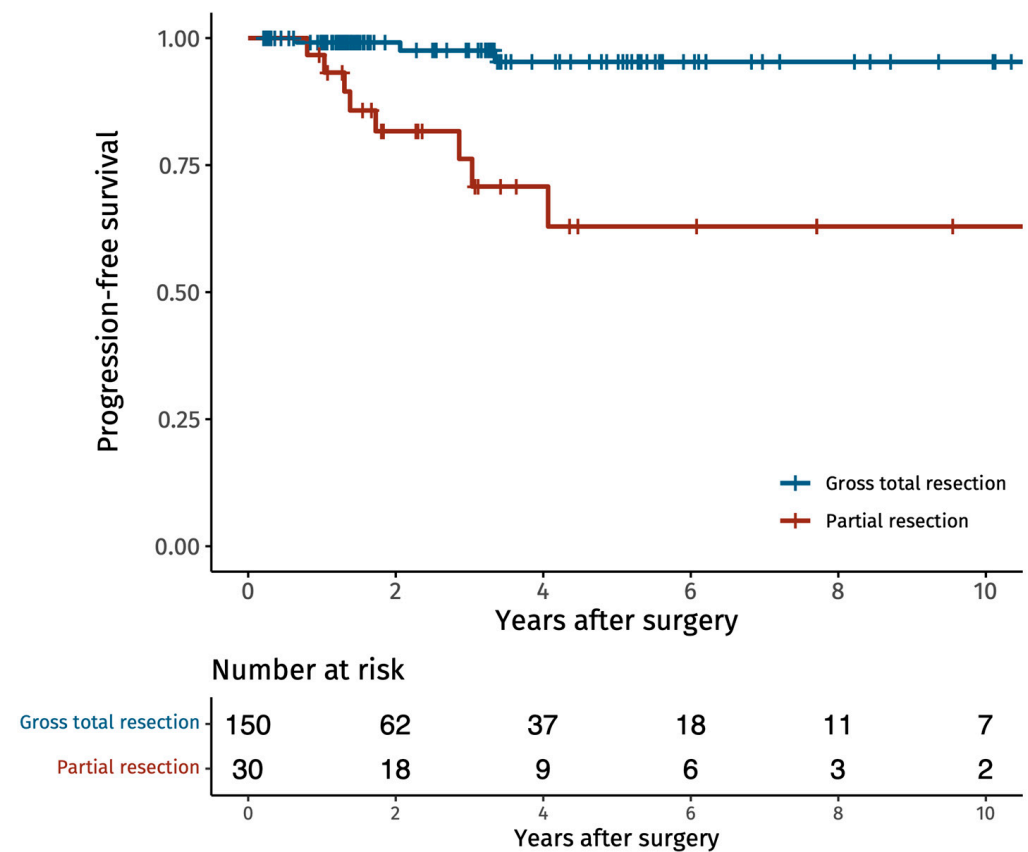 1.00
0.75
0.50
0.25
0.00
Progression-free survival
Gross total resection
Partial resection
0 2 4 6 8 10
Years after surgery
Number at risk
Gross total resection 150 62 37 18 11 7
Partial resection 30 18 9 6 3 2
0 2 4 6 8 10
Years after surgery